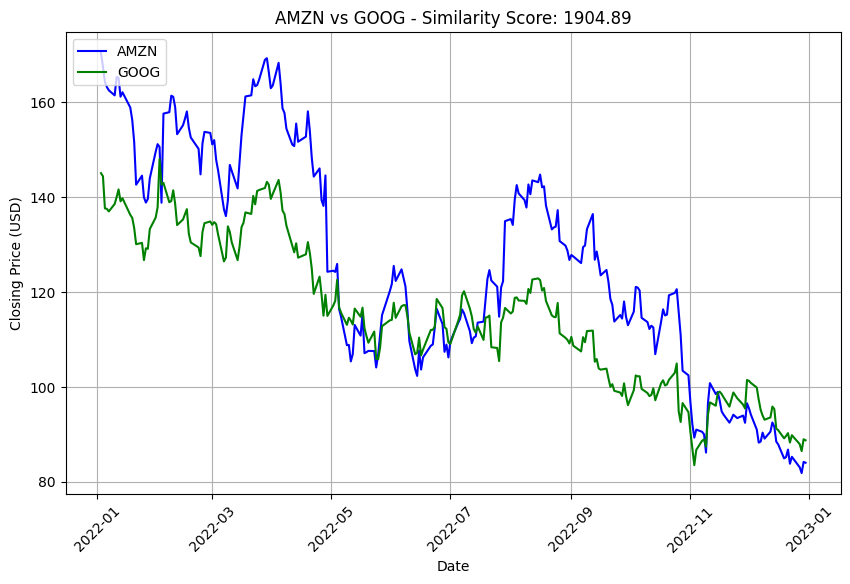 AMZN vs GOOG - Similarity Score: 1904.89
AMZN
GOOG
Closing Price (USD)
160
140
120
100
80
2022-01
2022-03
2022-05
2022-07
2022-09
2022-11
2023-01
Date